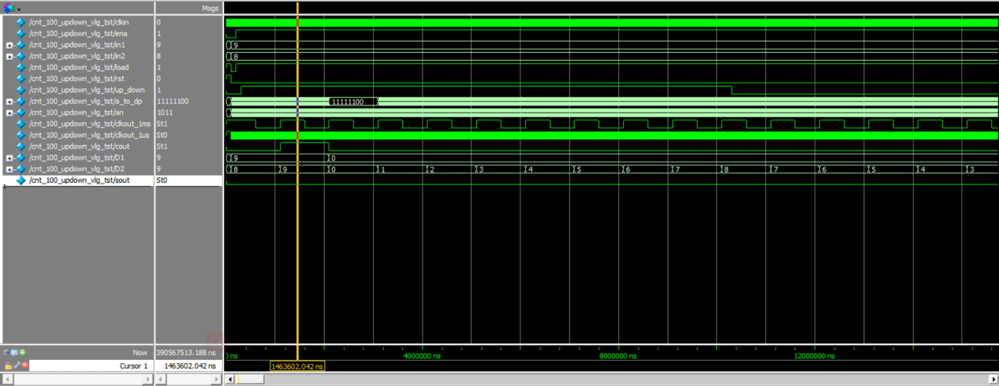 Msgs
/cnt_100_updown_vlg_tst/clkin 0
/cnt_100_updown_vlg_tst/ena 1
/cnt_100_updown_vlg_tst/in1 9 9
/cnt_100_updown_vlg_tst/in2 8 8
/cnt_100_updown_vlg_tst/load 1
/cnt_100_updown_vlg_tst/rst 0
/cnt_100_updown_vlg_tst/up_down 1
/cnt_100_updown_vlg_tst/a_to_dp 11111100 11111100
/cnt_100_updown_vlg_tst/an 1011
/cnt_100_updown_vlg_tst/clkout_1ms St1
/cnt_100_updown_vlg_tst/clkout_1us St0
/cnt_100_updown_vlg_tst/cout St1
/cnt_100_updown_vlg_tst/D1 9 9 0
/cnt_100_updown_vlg_tst/D2 9 8 9 0 1 2 3 4 5 6 7 8 7 6 5 4 3
/cnt_100_updown_vlg_tst/sout St0
Now 390567513.188 ns ns 4000000 ns 8000000 ns 12000000 ns
Cursor 1 1463602.042 ns 1463602.042 ns